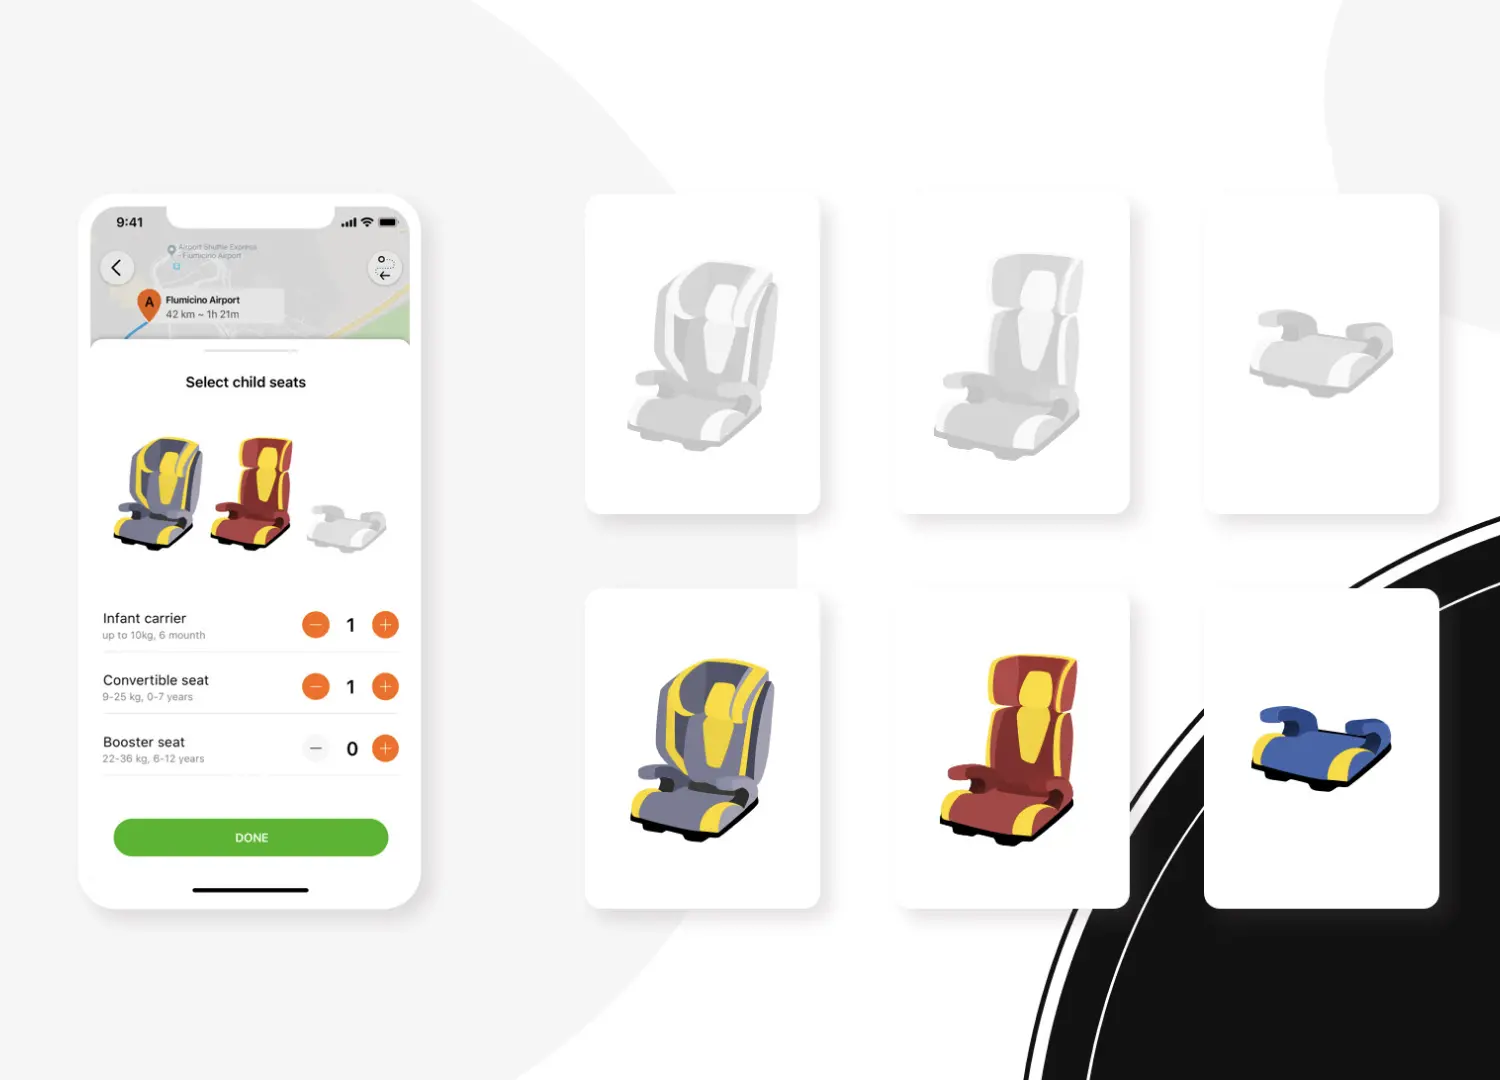 9:41
Airport Shuttle Express
- Fiumicino Airport
A
Flumicino Airport
42 km ~ 1h 21m
Select child seats
Infant carrier
1
up to 10kg, 6 mounth
Convertible seat
1
9-25 kg, 0-7 years
Booster seat
0
22-36 kg, 6-12 years
DONE